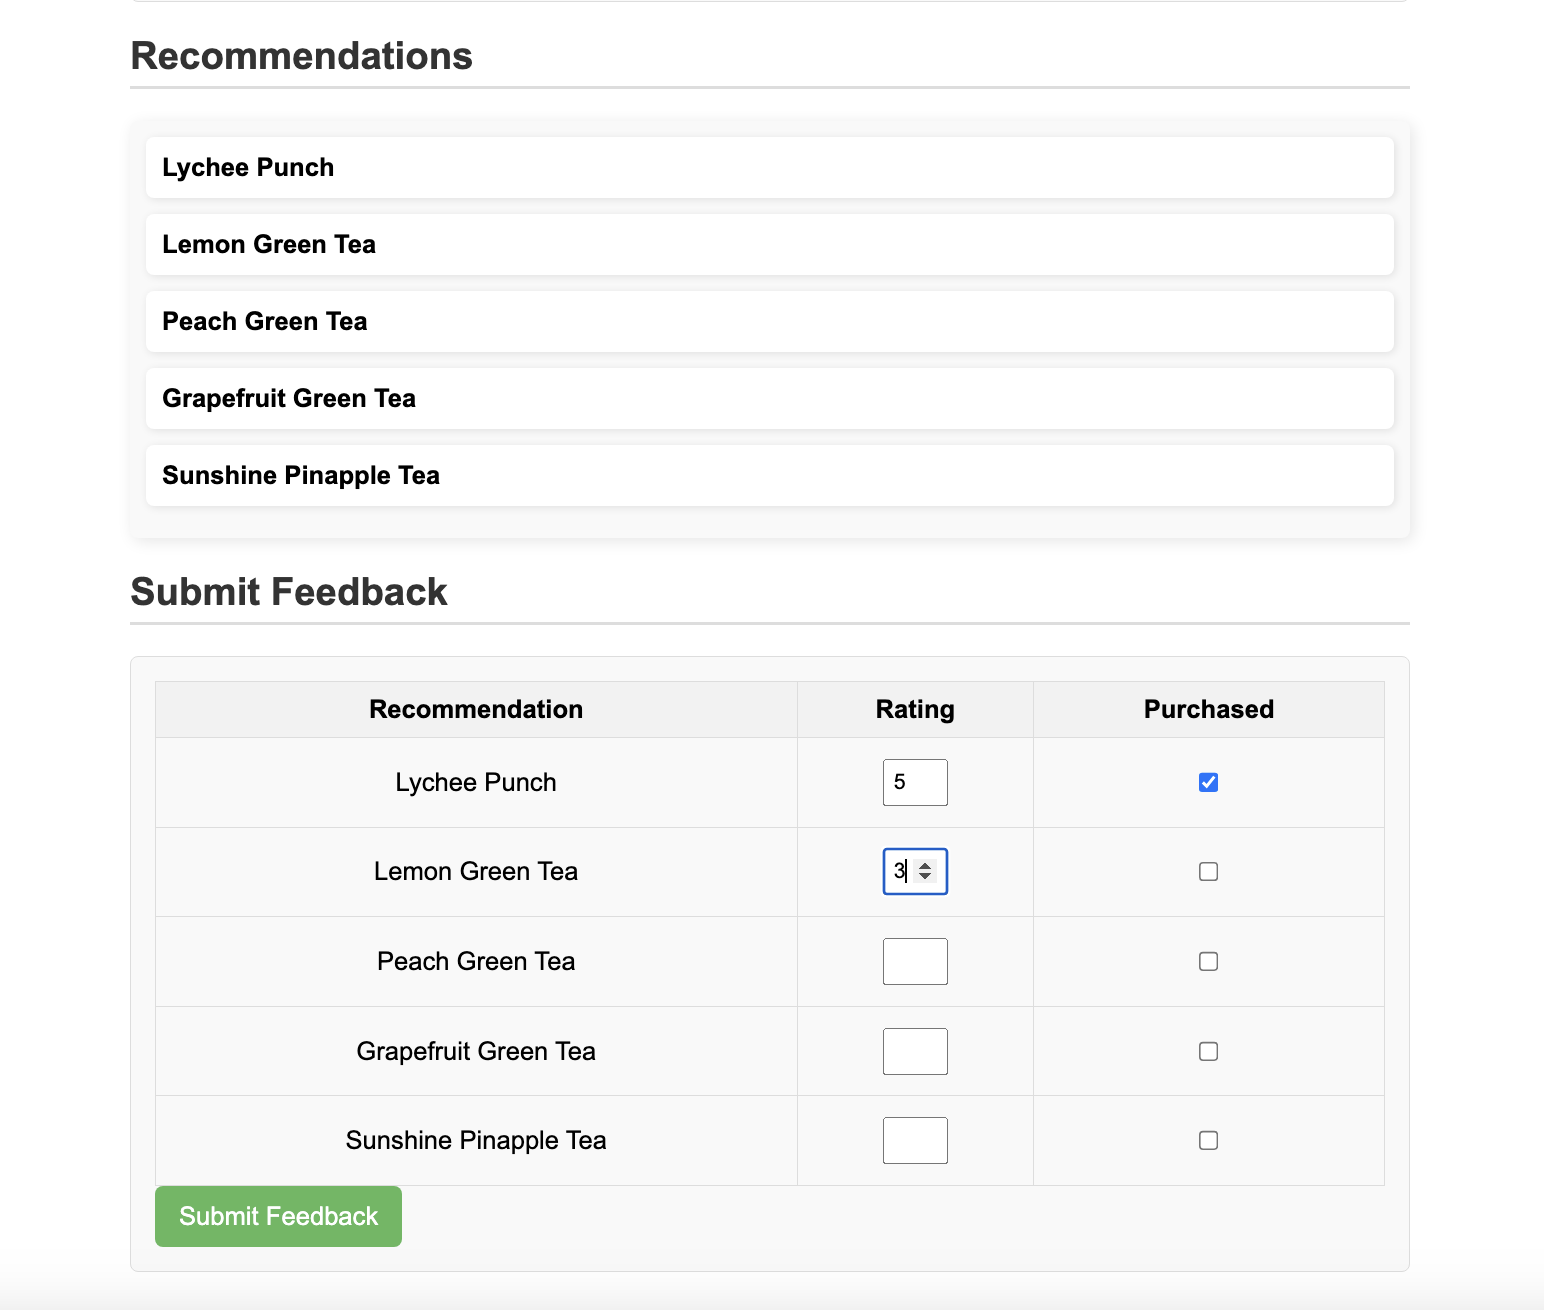 Recommendations
Lychee Punch
Lemon Green Tea
Peach Green Tea
Grapefruit Green Tea
Sunshine Pinapple Tea
Submit Feedback
Recommendation Rating Purchased
Lychee Punch 5
Lemon Green Tea 3
Peach Green Tea
Grapefruit Green Tea
Sunshine Pinapple Tea
Submit Feedback